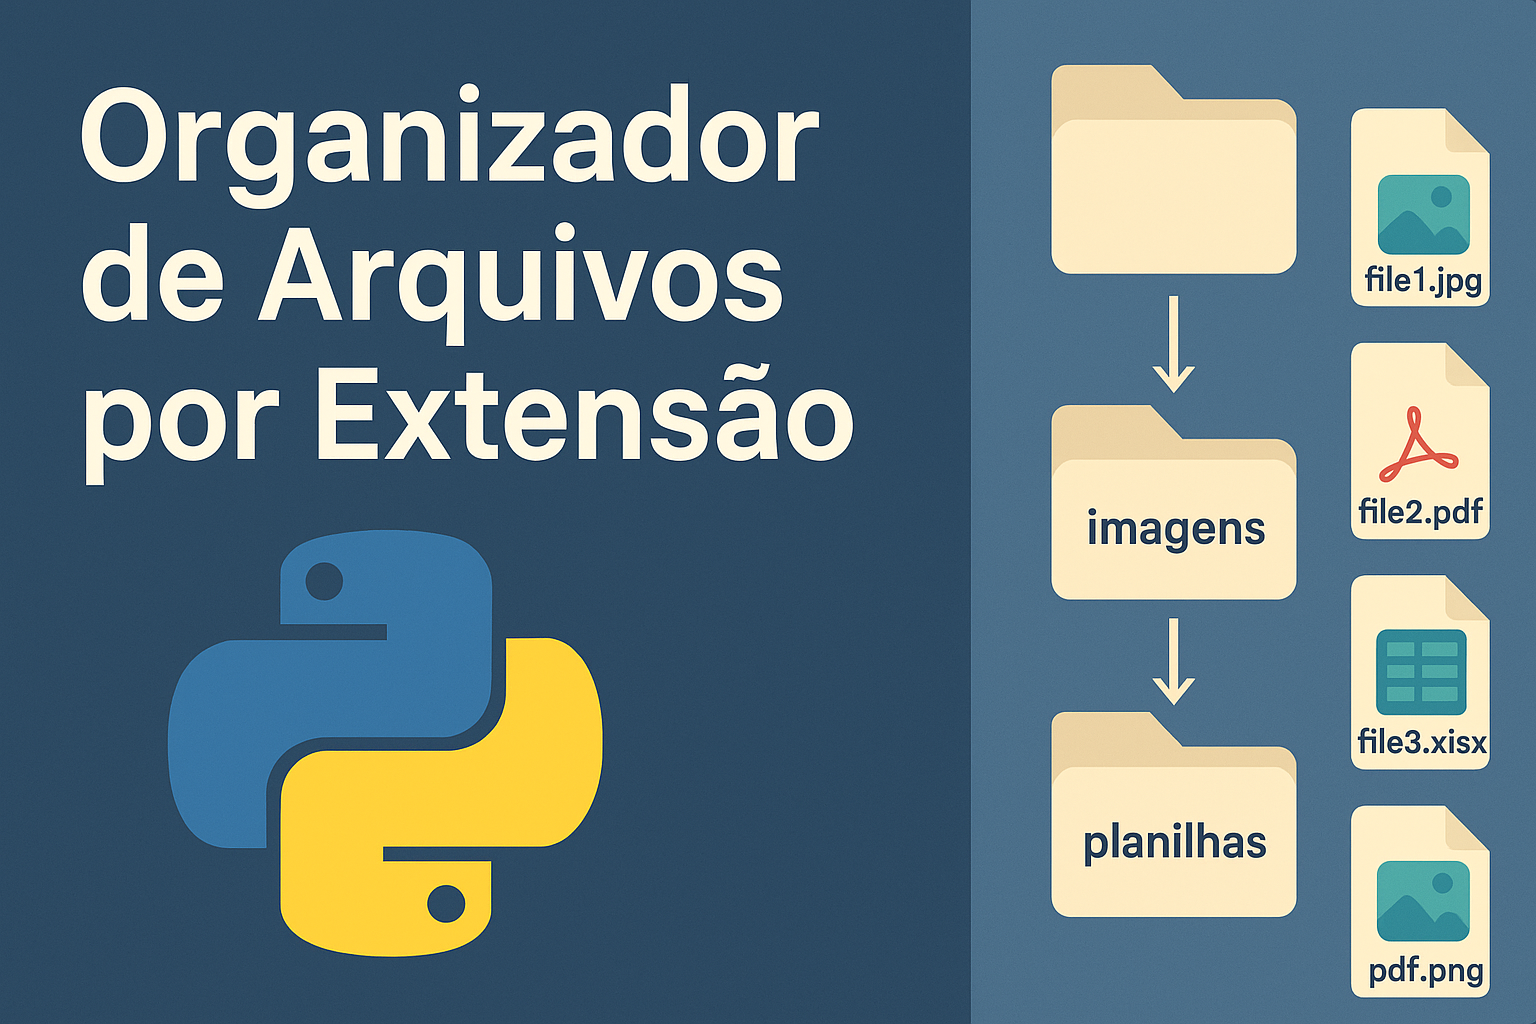 Organizador
de Arquivos
por Extensão
imagens
planilhas
file1.jpg
file2.pdf
file3.xisx
pdf.png